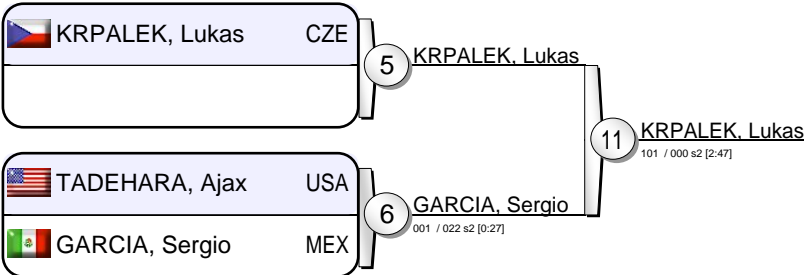 KRPALEK, Lukas CZE
5
KRPALEK, Lukas
11
KRPALEK, Lukas
101 / 000 s2 [2:47]
TADEHARA, Ajax USA
6
GARCIA, Sergio
001 / 022 s2 [0:27]
GARCIA, Sergio MEX